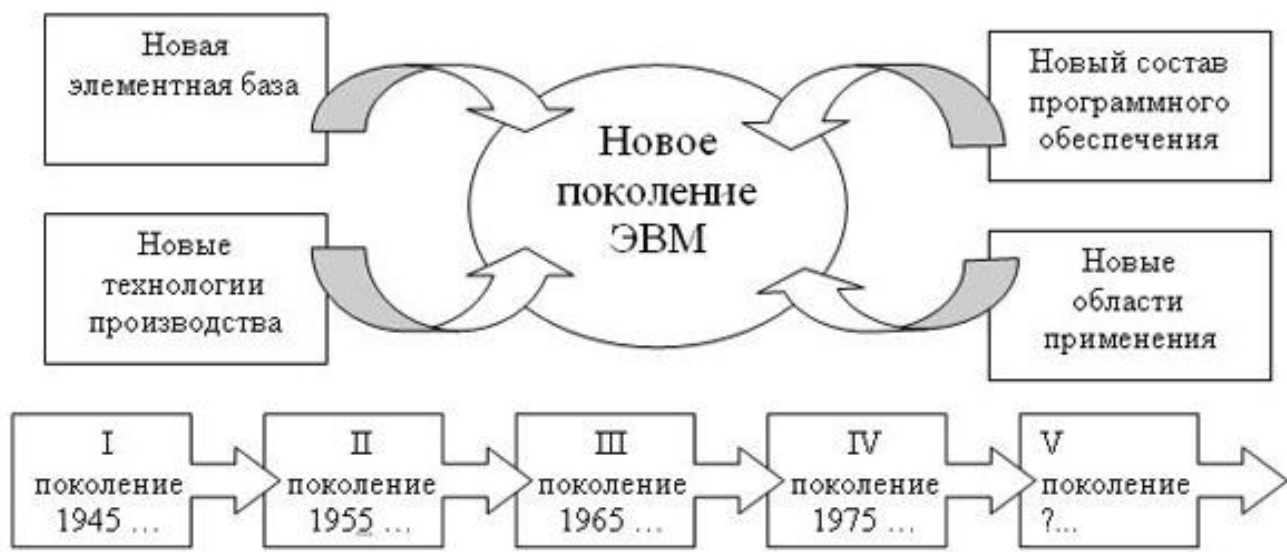 Новая
элементная база
Новый состав
программного
обеспечения
Новое
поколение
ЭВМ
Новые
технологии
производства
Новые
области
применения
I
поколение
1945 ...
II
поколение
1955 ...
III
поколение
1965 ...
IV
поколение
1975 ...
V
поколение
?...